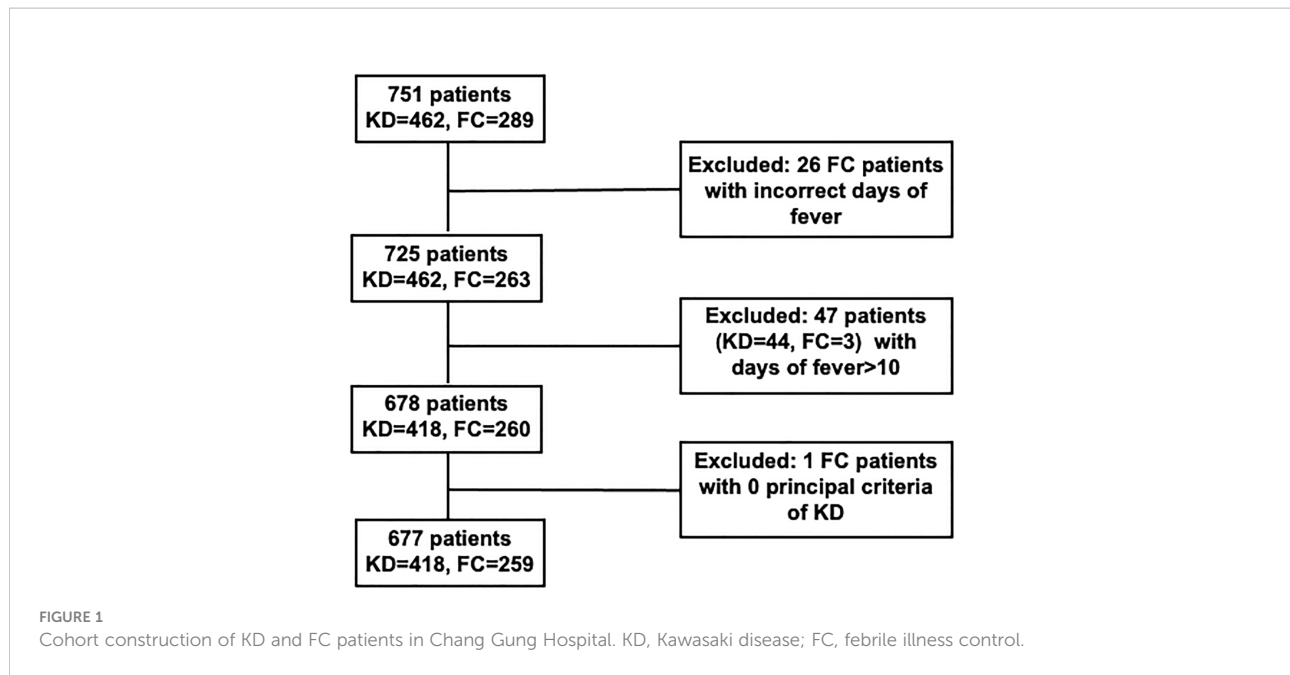 751 patients
KD=462, FC=289
Excluded: 26 FC patients
with incorrect days of
fever
725 patients
KD=462, FC=263
Excluded: 47 patients
(KD=44, FC=3) with
days of fever>10
678 patients
KD=418, FC=260
Excluded: 1 FC patients
with 0 principal criteria
of KD
677 patients
KD=418, FC=259
FIGURE 1
Cohort construction of KD and FC patients in Chang Gung Hospital. KD, Kawasaki disease; FC, febrile illness control.